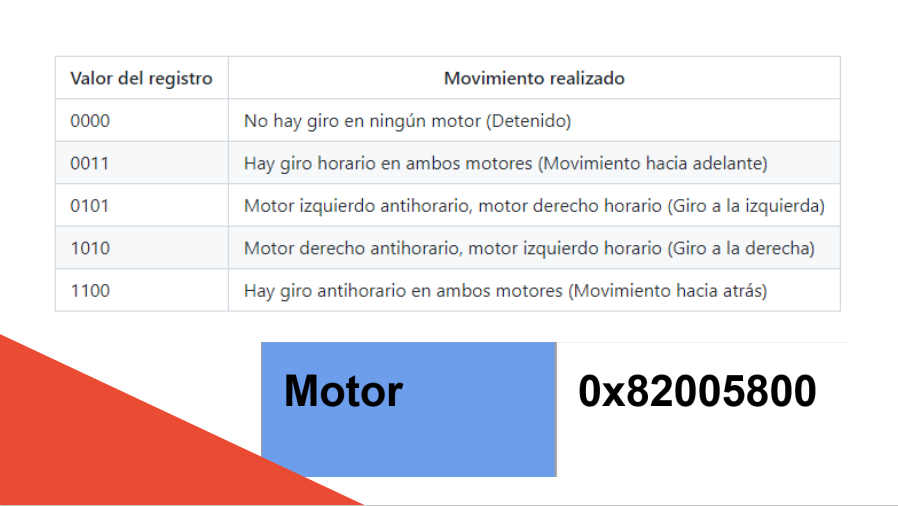 Valor del registro Movimiento realizado
0000 No hay giro en ningún motor (Detenido)
0011 Hay giro horario en ambos motores (Movimiento hacia adelante)
0101 Motor izquierdo antihorario, motor derecho horario (Giro a la izquierda)
1010 Motor derecho antihorario, motor izquierdo horario (Giro a la derecha)
1100 Hay giro antihorario en ambos motores (Movimiento hacia atrás)
Motor 0x82005800